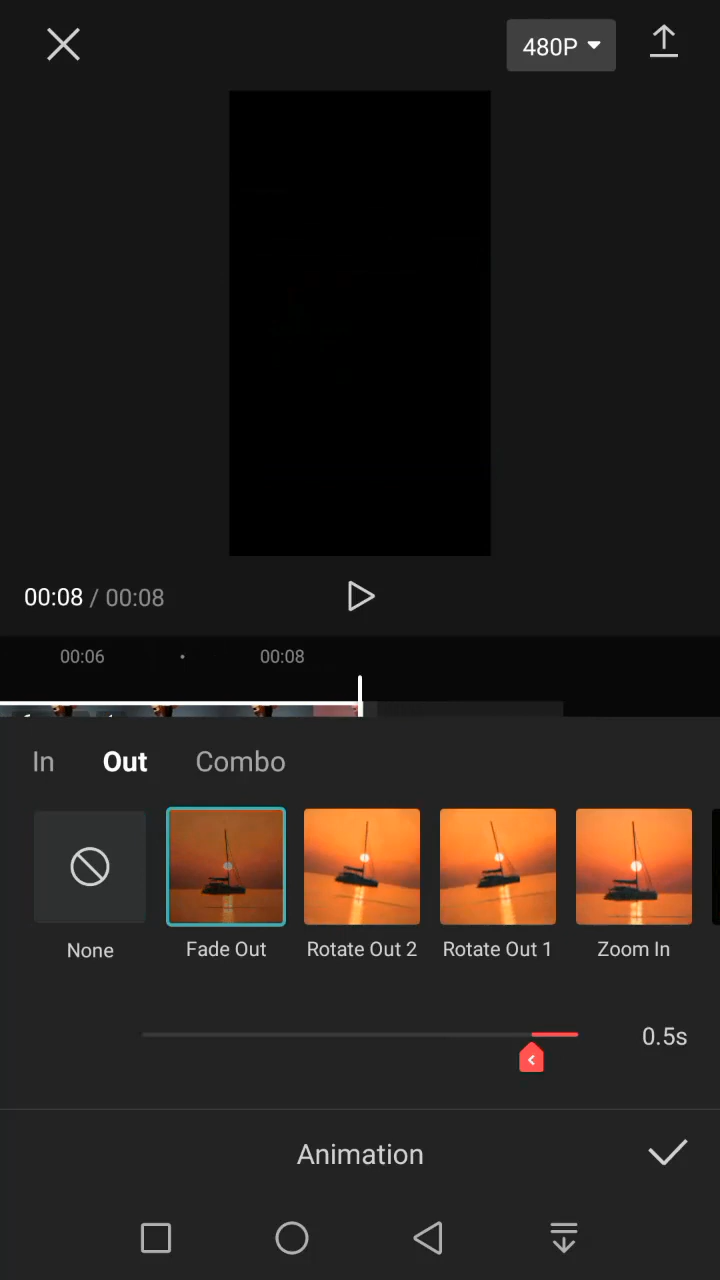 480P
00:08 / 00:08
00:06 00:08
In Out Combo
None Fade Out Rotate Out 2 Rotate Out 1 Zoom In
0.5s
Animation